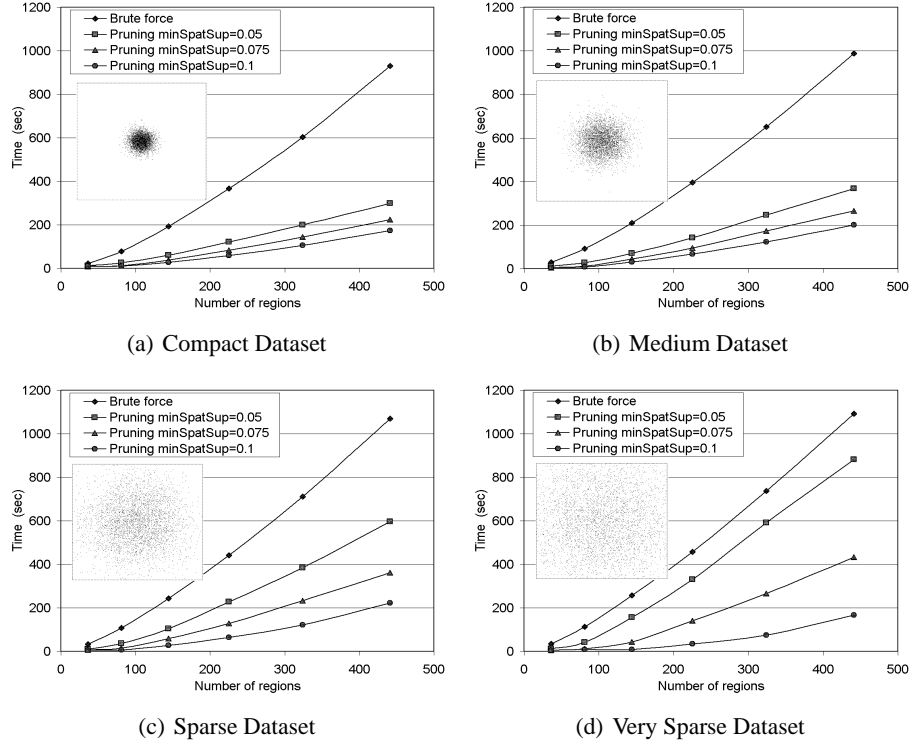 Brute force
Pruning minSpatSup=0.05
Pruning minSpatSup=0.075
Pruning minSpatSup=0.1
1200
1000
800
600
400
200
0
Time (sec)
0 100 200 300 400 500
Number of regions
(a) Compact Dataset
Brute force
Pruning minSpatSup=0.05
Pruning minSpatSup=0.075
Pruning minSpatSup=0.1
1200
1000
800
600
400
200
0
Time (sec)
0 100 200 300 400 500
Number of regions
(b) Medium Dataset
Brute force
Pruning minSpatSup=0.05
Pruning minSpatSup=0.075
Pruning minSpatSup=0.1
1200
1000
800
600
400
200
0
Time (sec)
0 100 200 300 400 500
Number of regions
(c) Sparse Dataset
Brute force
Pruning minSpatSup=0.05
Pruning minSpatSup=0.075
Pruning minSpatSup=0.1
1200
1000
800
600
400
200
0
Time (sec)
0 100 200 300 400 500
Number of regions
(d) Very Sparse Dataset